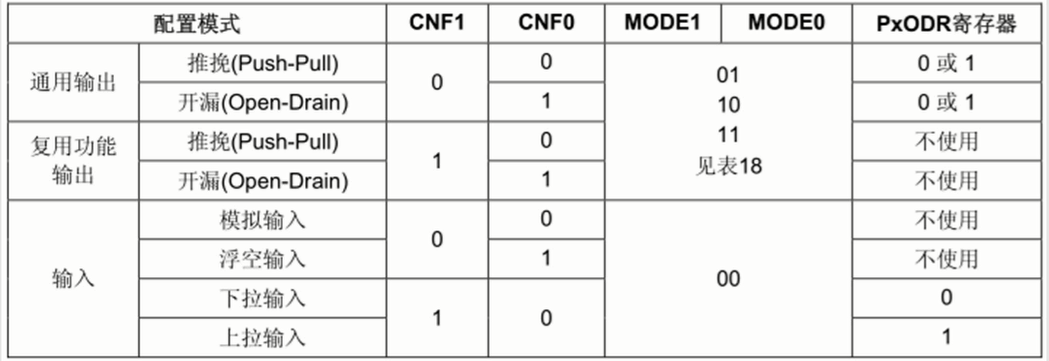 配置模式 CNF1 CNF0 MODE1 MODE0 PxODR寄存器
通用输出 推挽(Push-Pull) 0 0 01
10
11
见表18 0 或 1
开漏(Open-Drain) 1 0 或 1
复用功能
输出 推挽(Push-Pull) 1 0 不使用
开漏(Open-Drain) 1 不使用
输入 模拟输入 0 0 00 不使用
浮空输入 1 不使用
下拉输入 1 0 0
上拉输入 1